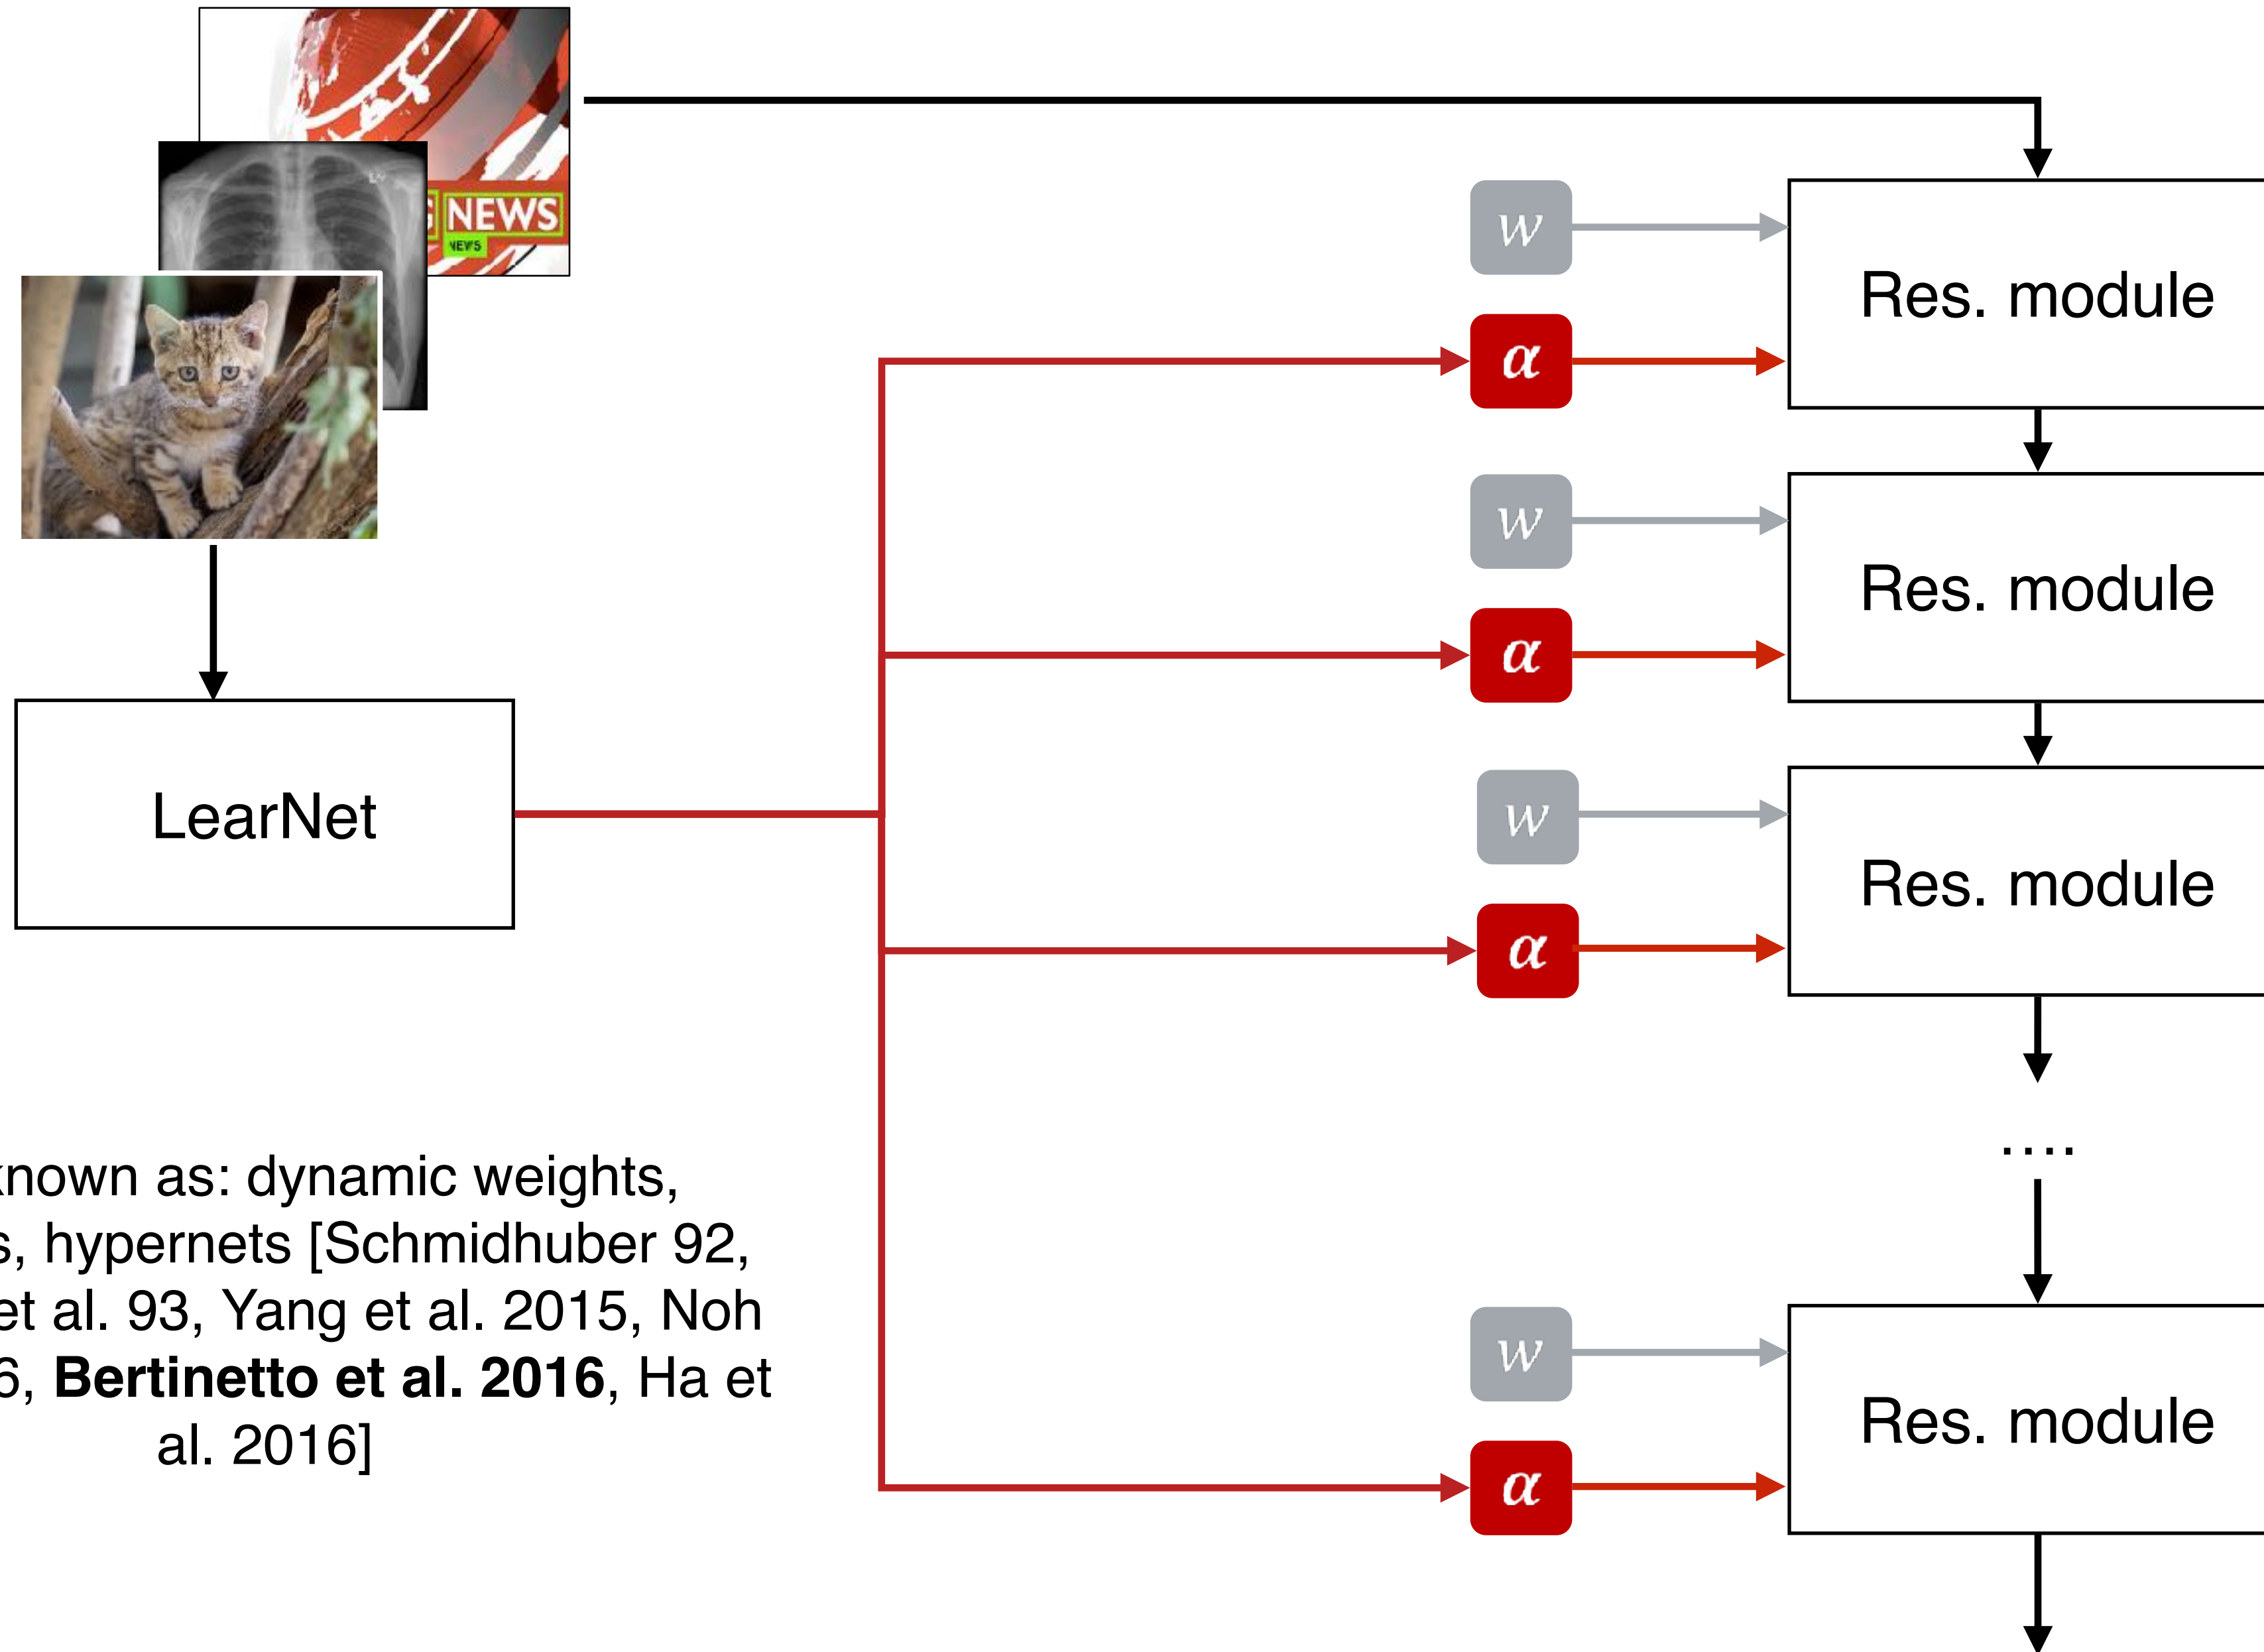 NEWS
NEWS
w
Res. module
α
w
Res. module
α
LearNet
w
Res. module
α
....
known as: dynamic weights,
hypernets [Schmidhuber 92,
et al. 93, Yang et al. 2015, Noh
Bertinetto et al. 2016, Ha et
al. 2016]
w
Res. module
α